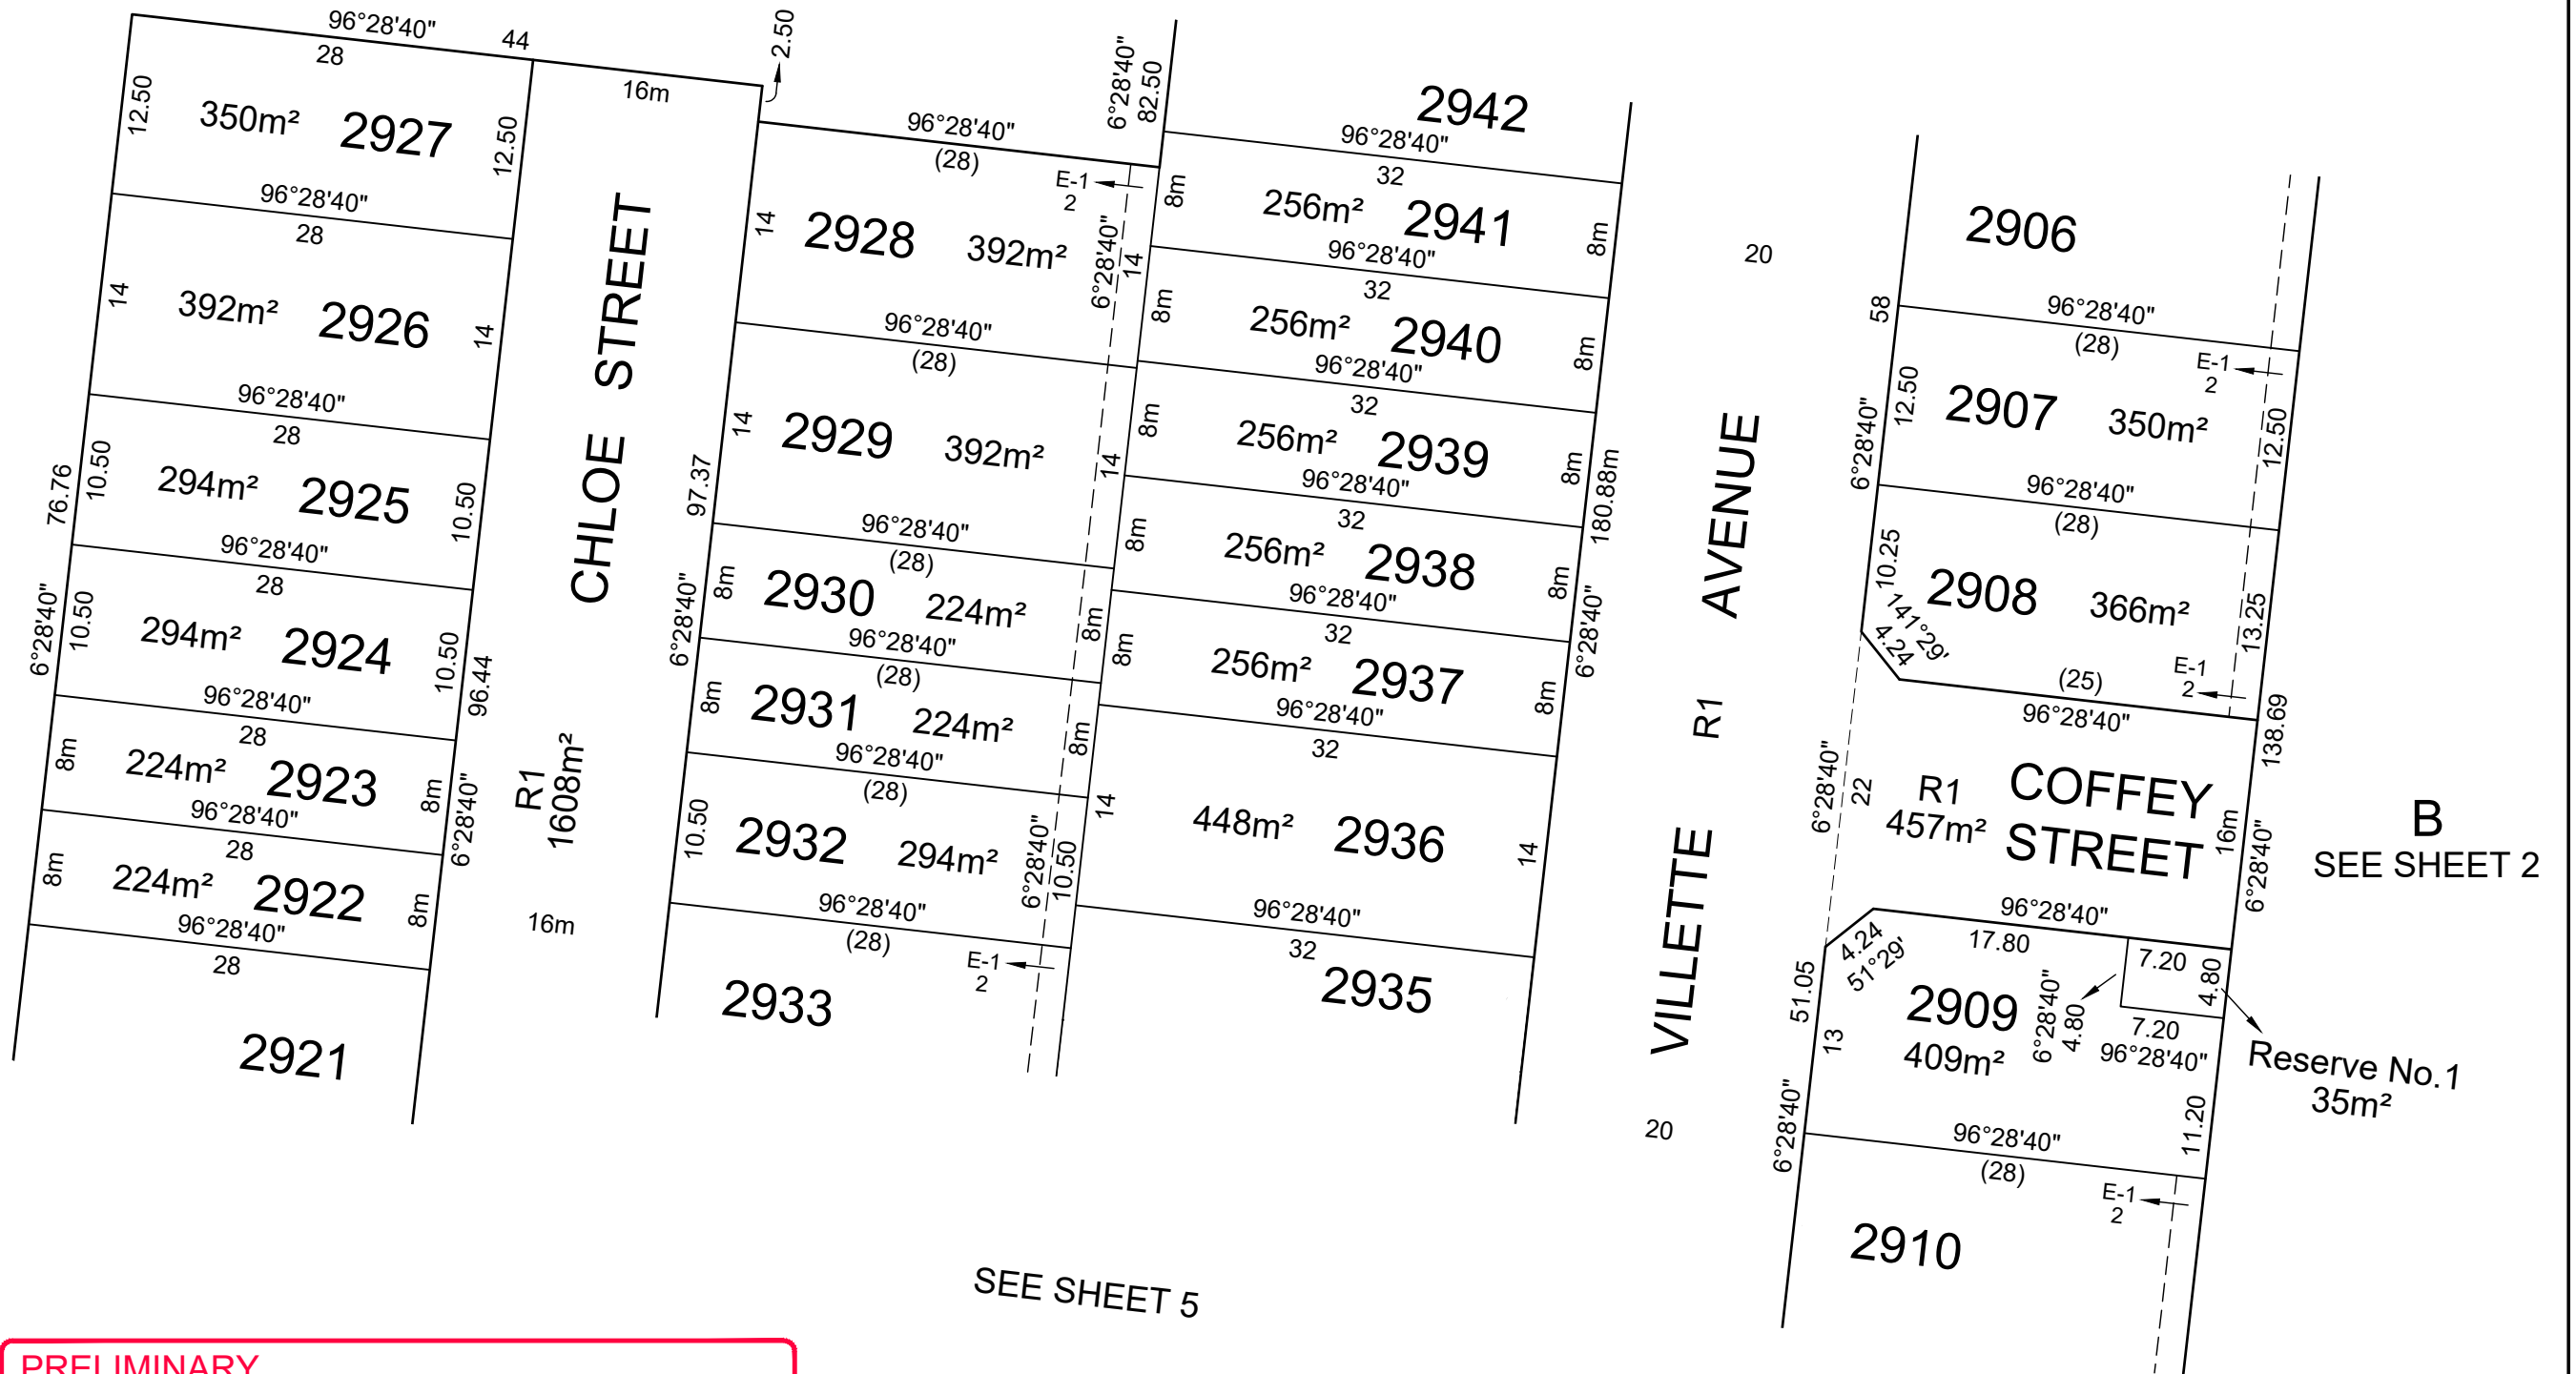 96°28'40"
44
28
12.50
350m²
2927
12.50
16m
2.50
96°28'40"
28
14
392m²
2926
14
96°28'40"
28
76.76
10.50
294m²
2925
10.50
96°28'40"
28
6°28'40"
10.50
294m²
2924
10.50
96.44
96°28'40"
28
8m
224m²
2923
8m
6°28'40"
96°28'40"
28
8m
224m²
2922
8m
96°28'40"
28
2921
CHLOE STREET
R1
1608m²
16m
96°28'40"
(28)
E-1
2
6°28'40"
82.50
14
2928
392m²
6°28'40"
14
96°28'40"
(28)
14
2929
392m²
14
97.37
96°28'40"
(28)
6°28'40"
8m
2930
224m²
8m
96°28'40"
(28)
8m
2931
224m²
8m
96°28'40"
(28)
10.50
2932
294m²
6°28'40"
10.50
96°28'40"
(28)
E-1
2
2933
2942
96°28'40"
32
8m
256m²
2941
8m
96°28'40"
32
8m
256m²
2940
8m
96°28'40"
32
8m
256m²
2939
8m
96°28'40"
32
180.88m
8m
256m²
2938
8m
96°28'40"
32
6°28'40"
8m
256m²
2937
8m
96°28'40"
32
14
448m²
2936
14
96°28'40"
32
2935
20
VILLETTE R1 AVENUE
20
2906
58
96°28'40"
(28)
E-1
2
6°28'40"
12.50
2907
350m²
12.50
96°28'40"
(28)
10.25
2908
366m²
13.25
141°29'
4.24
E-1
2
(25)
96°28'40"
138.69
6°28'40"
22
R1
457m²
COFFEY
STREET
16m
6°28'40"
B
SEE SHEET 2
96°28'40"
4.24
51°29'
17.80
7.20
4.80
51.05
13
2909
409m²
6°28'40"
4.80
7.20
96°28'40"
Reserve No.1
35m²
11.20
6°28'40"
96°28'40"
(28)
E-1
2
2910
SEE SHEET 5
PRELIMINARY